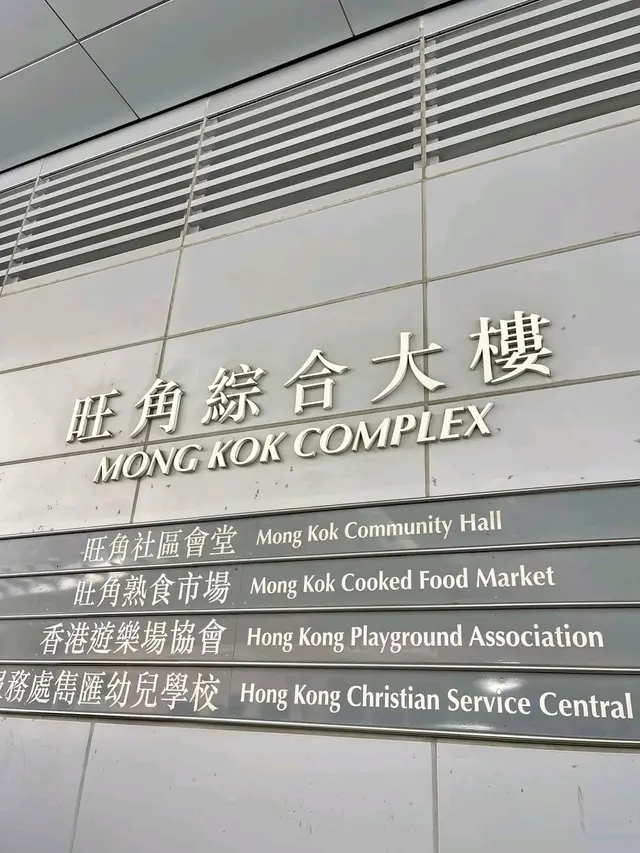 旺角綜合大樓
MONG KOK COMPLEX
旺角社區會堂 Mong Kok Community Hall
旺角熟食市場 Mong Kok Cooked Food Market
香港遊樂場協會 Hong Kong Playground Association
務處雋匯幼兒學校 Hong Kong Christian Service Central